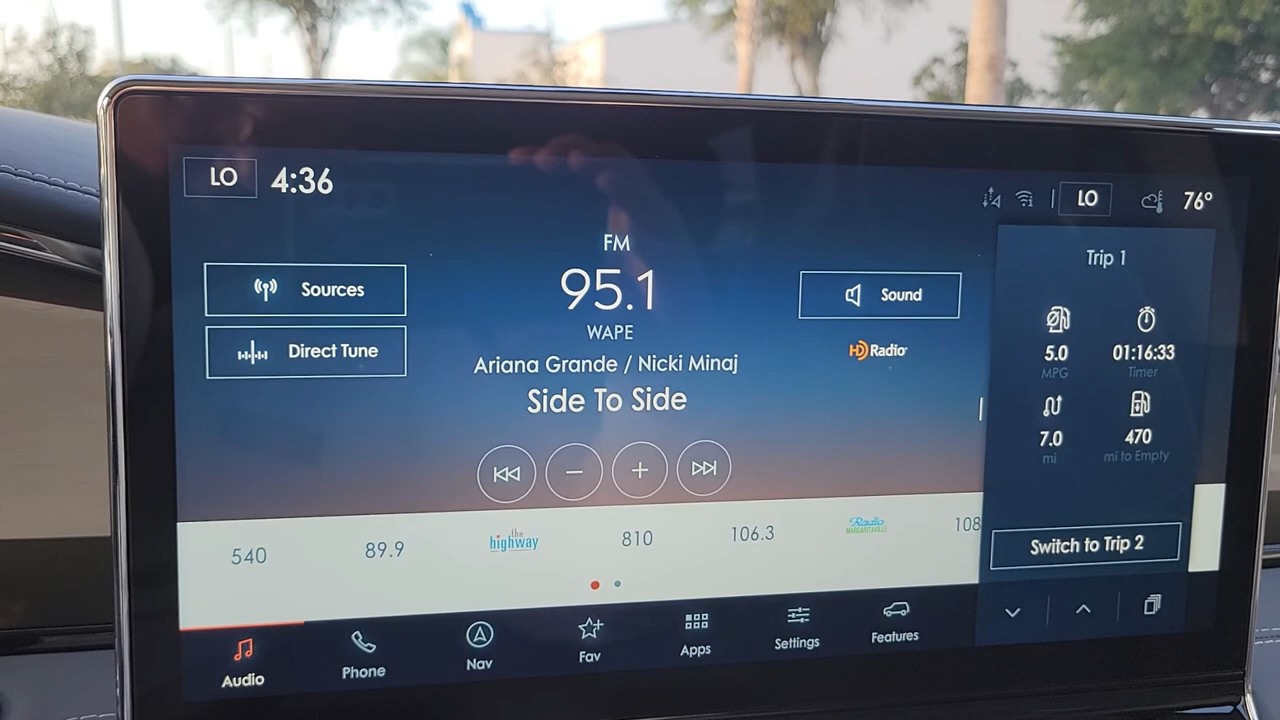 LO 4:36
LO 76°
FM
95.1
WAPE
Ariana Grande / Nicki Minaj
Side To Side
Sources
Direct Tune
Sound
HD Radio
Trip 1
5.0 01:16:33
MPG Timer
7.0 470
mi mi to Empty
Switch to Trip 2
540 89.9 the highway 810 106.3 Radio MARGARITAVILLE 108
Audio Phone Nav Fav Apps Settings Features